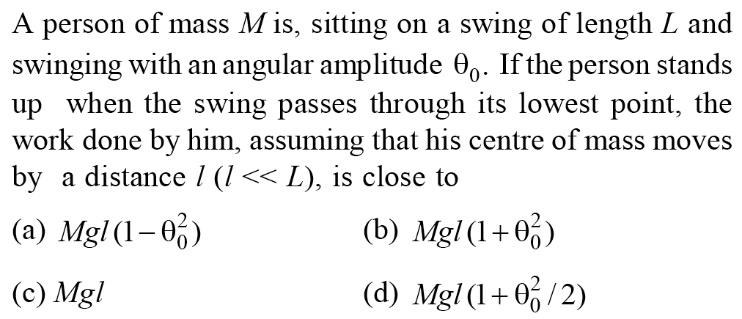 A person of mass M is, sitting on a swing of length L and
swinging with an angular amplitude θ₀. If the person stands
up when the swing passes through its lowest point, the
work done by him, assuming that his centre of mass moves
by a distance l (l << L), is close to
(a) Mgl(1−θ₀²) (b) Mgl(1+θ₀²)
(c) Mgl (d) Mgl(1+θ₀²/2)